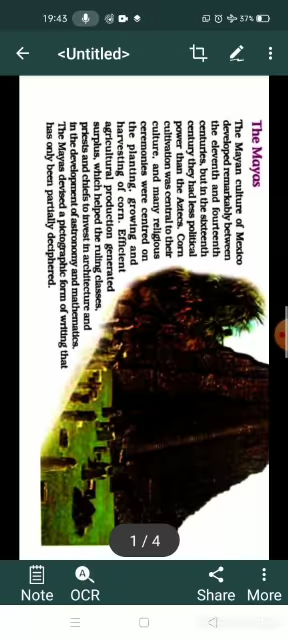 19:43
37%
<Untitled>
The Mayas
The Mayan culture of Mexico
developed remarkably between
the eleventh and fourteenth
centuries, but in the sixteenth
century they had less political
power than the Aztecs. Corn
cultivation was central to their
culture, and many religious
ceremonies were centred on
the planting, growing and
harvesting of corn. Efficient
agricultural production generated
surplus, which helped the ruling classes,
priests and chiefs to invest in architecture and
in the development of astronomy and mathematics.
The Mayas devised a pictographic form of writing that
has only been partially deciphered.
1 / 4
Note
A
OCR
Share
More